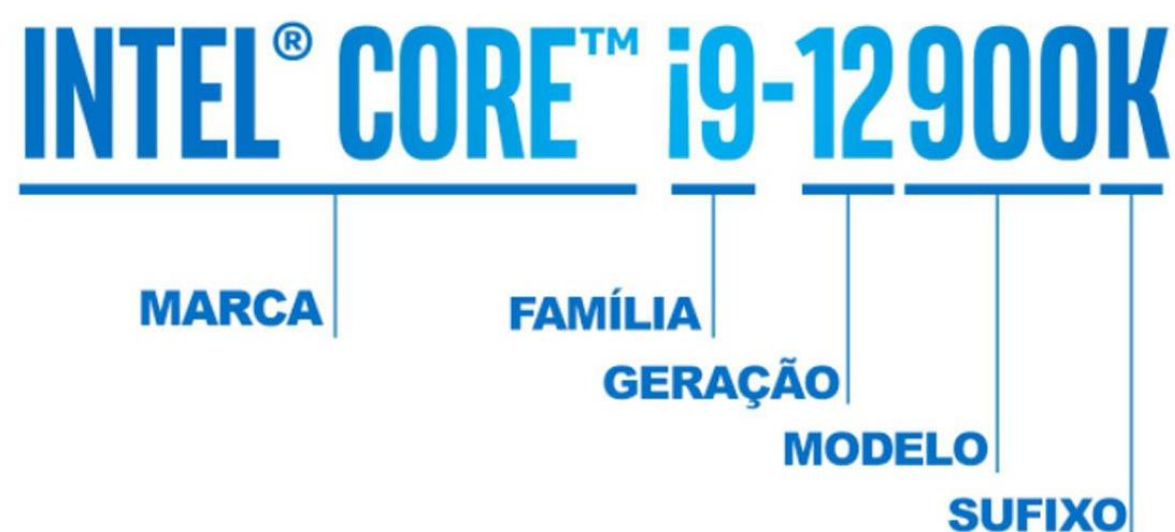 INTEL® CORE™ i9-12900K
MARCA
FAMÍLIA
GERAÇÃO
MODELO
SUFIXO